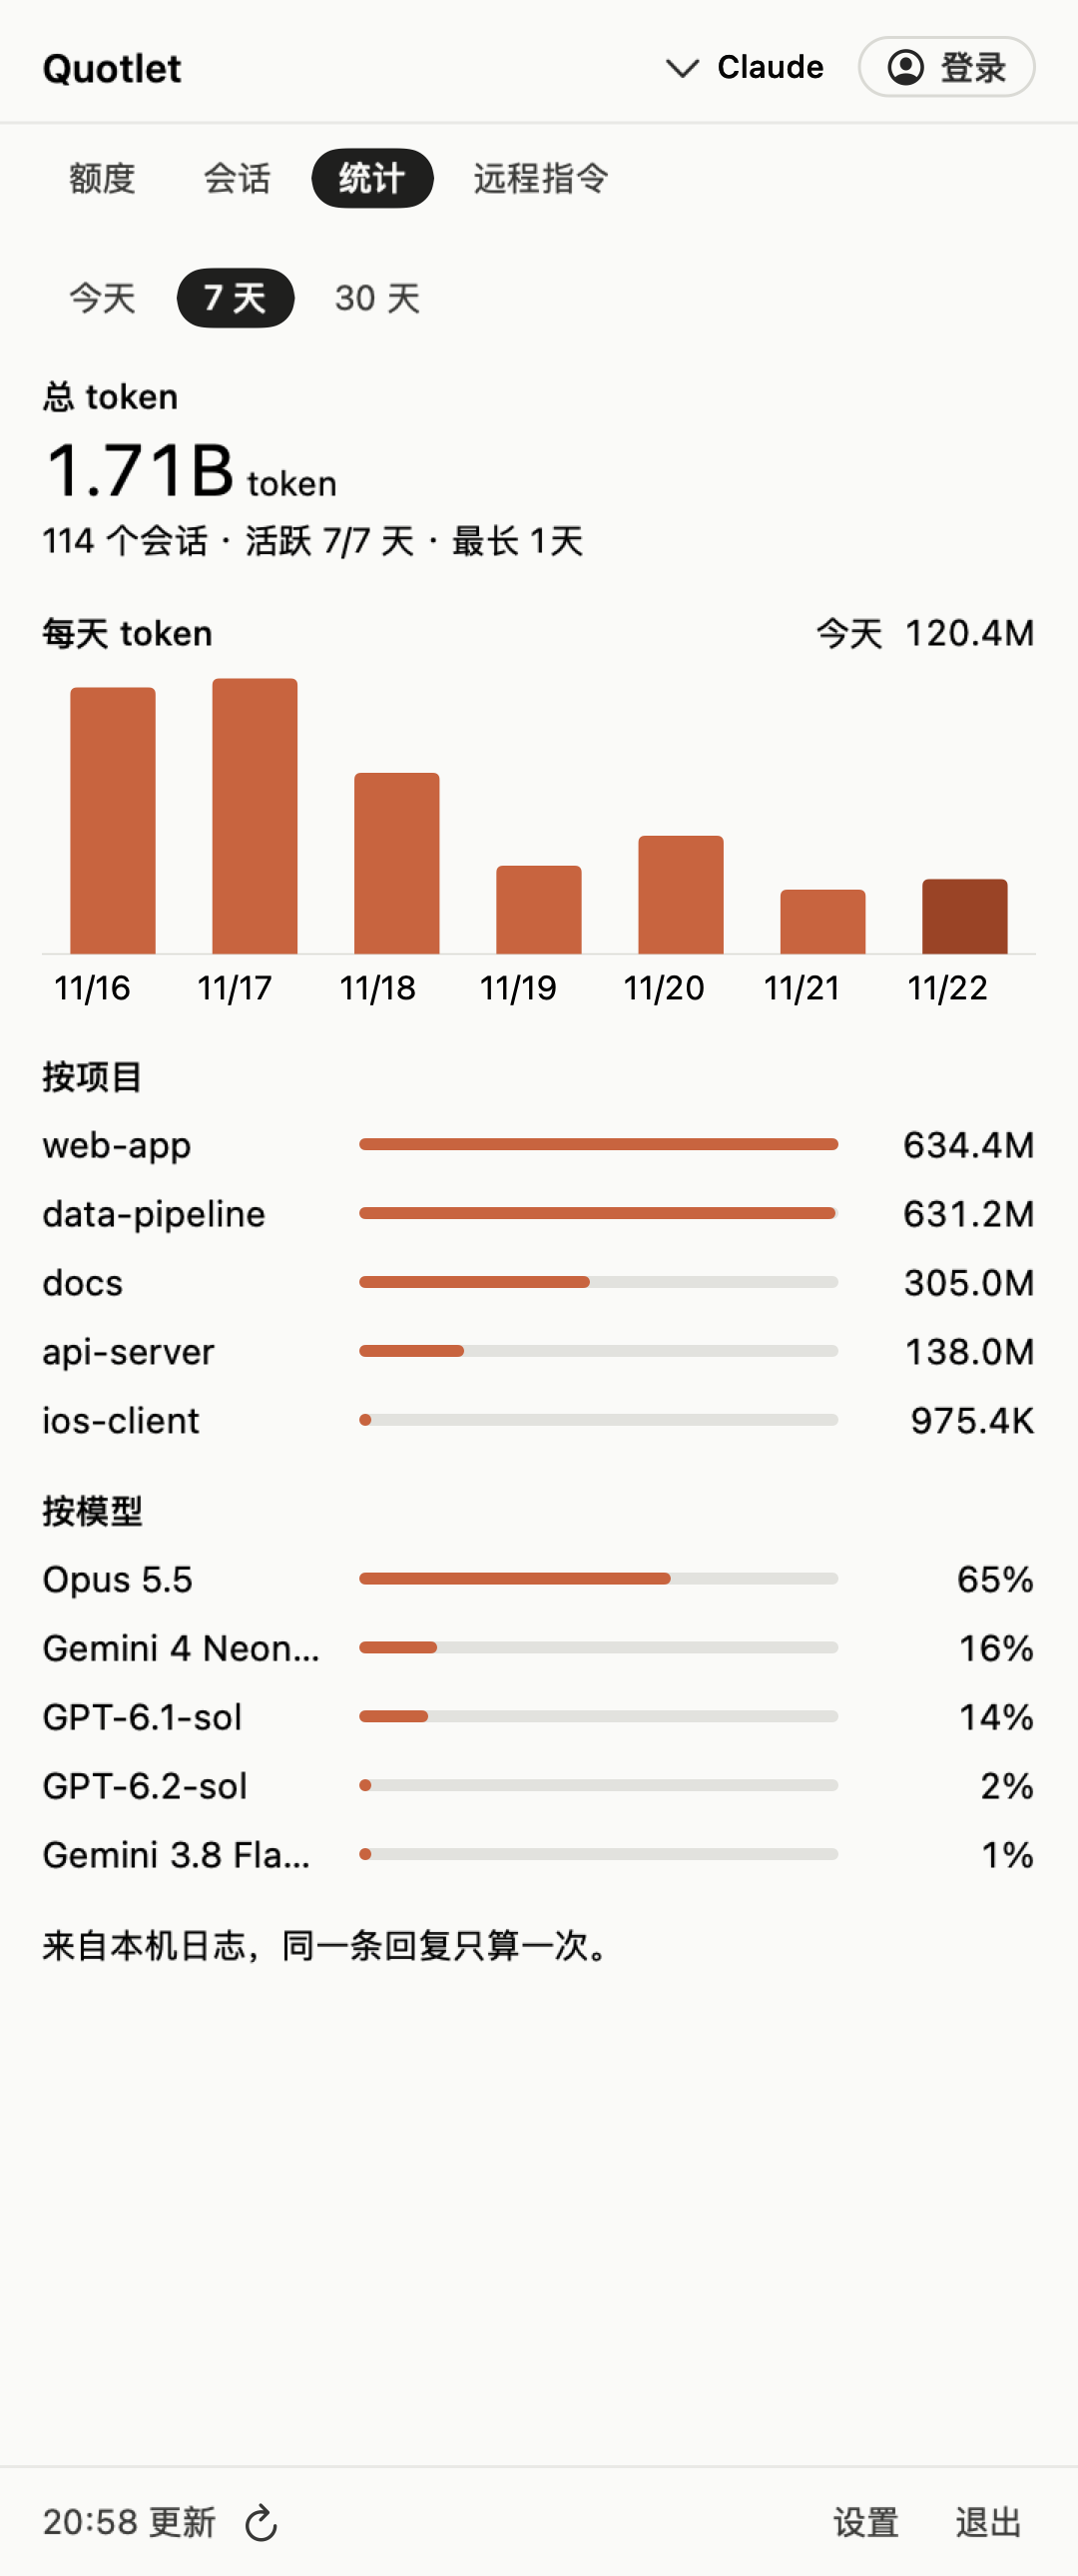 Quotlet
Claude
登录
额度 会话 统计 远程指令
今天 7 天 30 天
总 token
1.71B token
114 个会话 · 活跃 7/7 天 · 最长 1天
每天 token 今天 120.4M
11/16 11/17 11/18 11/19 11/20 11/21 11/22
按项目
web-app 634.4M
data-pipeline 631.2M
docs 305.0M
api-server 138.0M
ios-client 975.4K
按模型
Opus 5.5 65%
Gemini 4 Neon... 16%
GPT-6.1-sol 14%
GPT-6.2-sol 2%
Gemini 3.8 Fla... 1%
来自本机日志，同一条回复只算一次。
20:58 更新 设置 退出